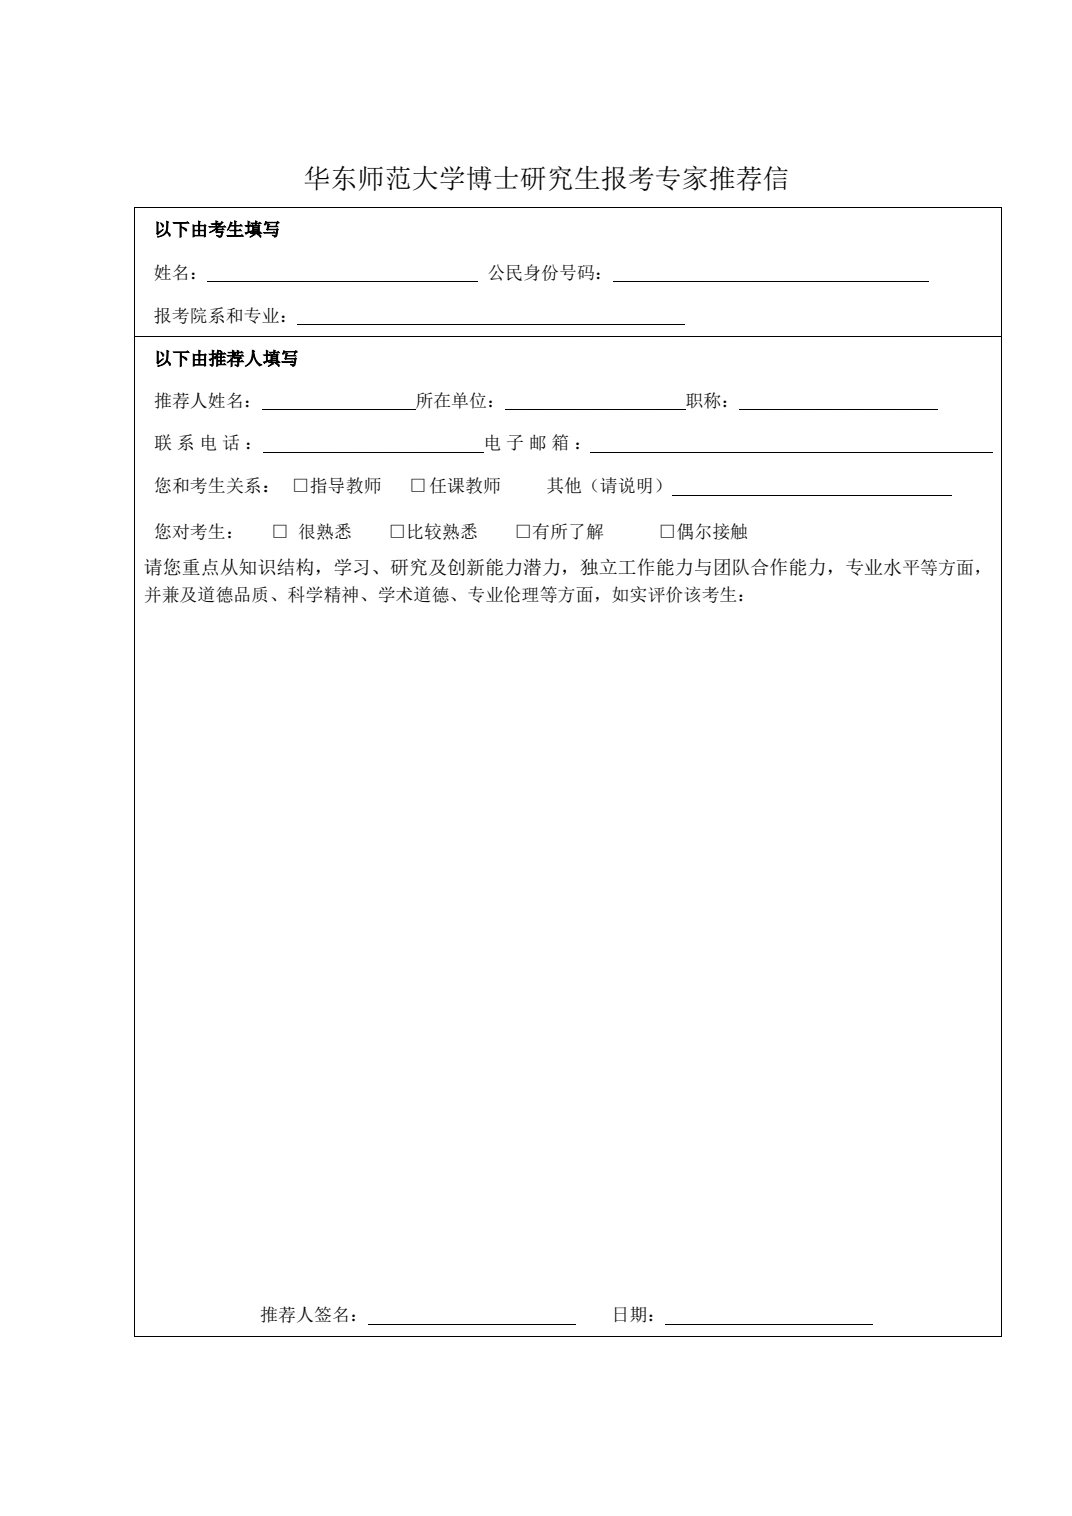 华东师范大学博士研究生报考专家推荐信
以下由考生填写
姓名： 公民身份号码：
报考院系和专业：
以下由推荐人填写
推荐人姓名： 所在单位： 职称：
联系电话： 电子邮箱：
您和考生关系： □指导教师 □任课教师 其他（请说明）
您对考生： □ 很熟悉 □比较熟悉 □有所了解 □偶尔接触
请您重点从知识结构，学习、研究及创新能力潜力，独立工作能力与团队合作能力，专业水平等方面，
并兼及道德品质、科学精神、学术道德、专业伦理等方面，如实评价该考生：
推荐人签名： 日期：